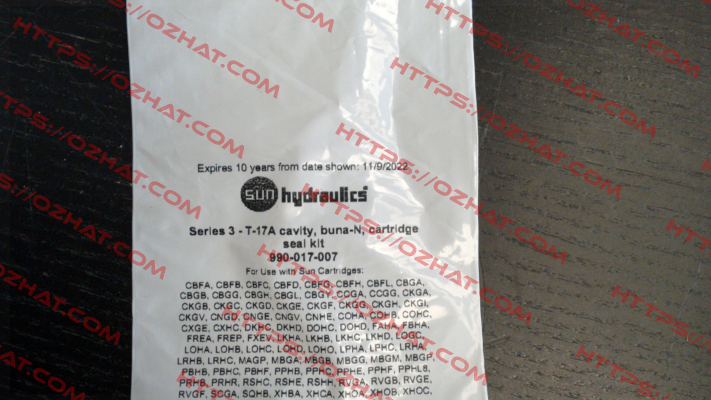 Expires 10 years from date shown: 11/9/2022
sun hydraulics
Series 3 - T-17A cavity, buna-N, cartridge
seal kit
990-017-007
For Use with Sun Cartridges:
CBFA, CBFB, CBFC, CBFD, CBFG, CBFH, CBFL, CBGA,
CBGB, CBGG, CBGH, CBGL, CBGY, CCGA, CCGG, CKGA,
CKGB, CKGC, CKGD, CKGE, CKGF, CKGG, CKGH, CKGI,
CKGV, CNGC, CNGE, CNGV, CNHE, COHA, COHB, COHC,
CXGE, CXHC, DKHD, DOHC, DOHD, FAIA, FBHA,
FREA, FREP, FXEV, LKHA, LKHB, LKHC, LKHD, LOGC,
LOHA, LOHB, LOHC, LOHD, LOHO, LPHA, LPHC, LRHA,
LRHB, LRHC, MAGP, MBGA, MBGB, MBGG, MBGM, MBGP,
PBHB, PBHC, PBHF, PPHB, PPHC, PPHE, PPHF, PPHL8,
PRHB, PRHR, RSHC, RSHE, RSHH, RVGA, RVGB, RVGE,
RVGF, SCGA, SQHB, XHBA, XHCA, XHOA, XHOB, XHOC,
HTTPS://OZHAT.COM